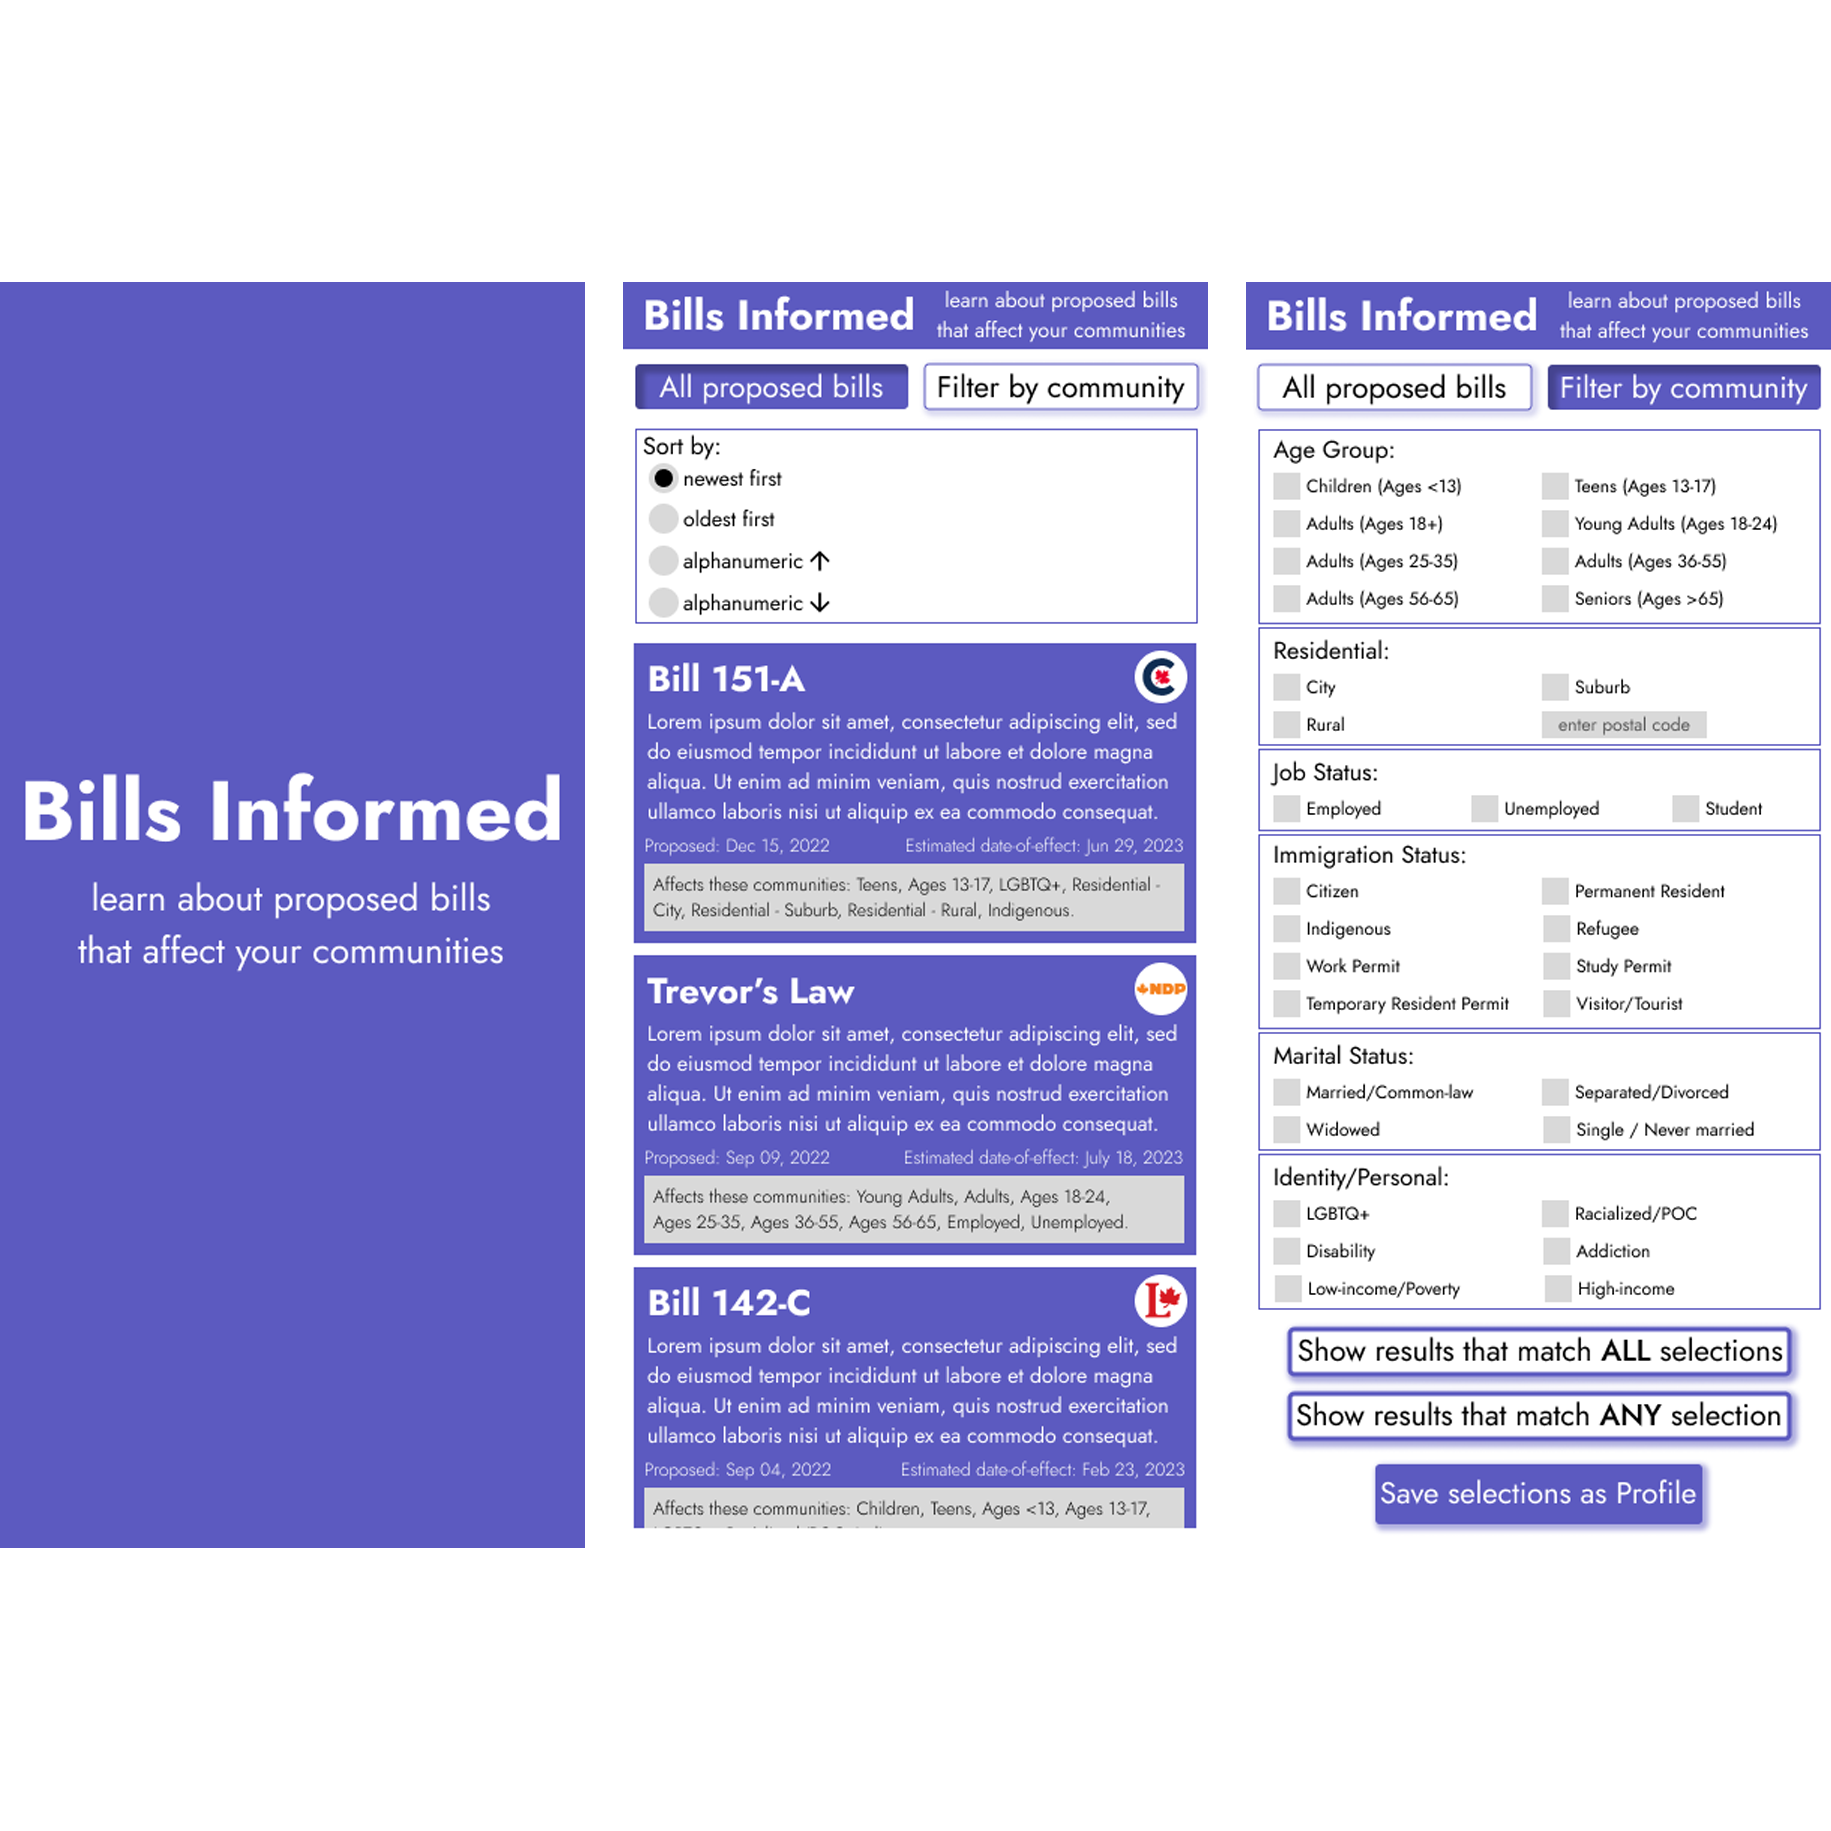 Bills Informed
learn about proposed bills
that affect your communities
Bills Informed
learn about proposed bills
that affect your communities
All proposed bills
Filter by community
Sort by:
newest first
oldest first
alphanumeric ↑
alphanumeric ↓
Bill 151-A
C
Lorem ipsum dolor sit amet, consectetur adipiscing elit, sed
do eiusmod tempor incididunt ut labore et dolore magna
aliqua. Ut enim ad minim veniam, quis nostrud exercitation
ullamco laboris nisi ut aliquip ex ea commodo consequat.
Proposed: Dec 15, 2022
Estimated date-of-effect: Jun 29, 2023
Affects these communities: Teens, Ages 13-17, LGBTQ+, Residential -
City, Residential - Suburb, Residential - Rural, Indigenous.
Trevor's Law
NDP
Lorem ipsum dolor sit amet, consectetur adipiscing elit, sed
do eiusmod tempor incididunt ut labore et dolore magna
aliqua. Ut enim ad minim veniam, quis nostrud exercitation
ullamco laboris nisi ut aliquip ex ea commodo consequat.
Proposed: Sep 09, 2022
Estimated date-of-effect: July 18, 2023
Affects these communities: Young Adults, Adults, Ages 18-24,
Ages 25-35, Ages 36-55, Ages 56-65, Employed, Unemployed.
Bill 142-C
L
Lorem ipsum dolor sit amet, consectetur adipiscing elit, sed
do eiusmod tempor incididunt ut labore et dolore magna
aliqua. Ut enim ad minim veniam, quis nostrud exercitation
ullamco laboris nisi ut aliquip ex ea commodo consequat.
Proposed: Sep 04, 2022
Estimated date-of-effect: Feb 23, 2023
Affects these communities: Children, Teens, Ages <13, Ages 13-17,
Bills Informed
learn about proposed bills
that affect your communities
All proposed bills
Filter by community
Age Group:
Children (Ages <13)
Teens (Ages 13-17)
Adults (Ages 18+)
Young Adults (Ages 18-24)
Adults (Ages 25-35)
Adults (Ages 36-55)
Adults (Ages 56-65)
Seniors (Ages >65)
Residential:
City
Suburb
Rural
enter postal code
Job Status:
Employed
Unemployed
Student
Immigration Status:
Citizen
Permanent Resident
Indigenous
Refugee
Work Permit
Study Permit
Temporary Resident Permit
Visitor/Tourist
Marital Status:
Married/Common-law
Separated/Divorced
Widowed
Single / Never married
Identity/Personal:
LGBTQ+
Racialized/POC
Disability
Addiction
Low-income/Poverty
High-income
Show results that match ALL selections
Show results that match ANY selection
Save selections as Profile